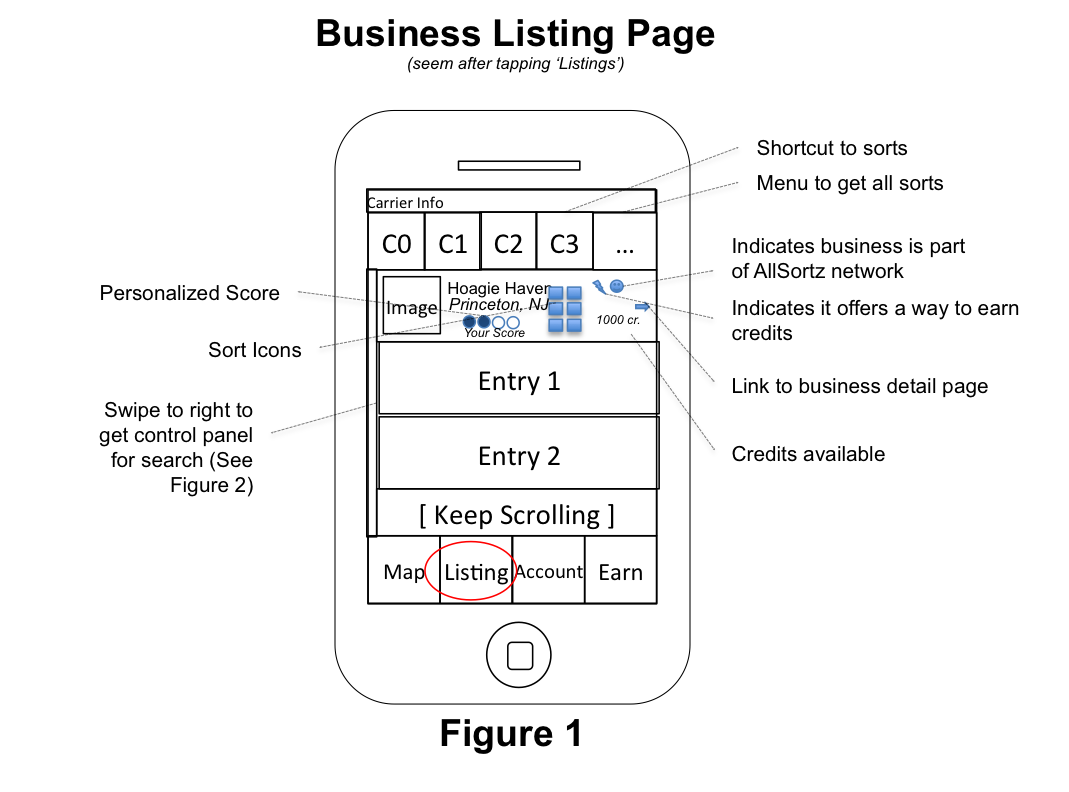 Business Listing Page
(seem after tapping ‘Listings’)
Shortcut to sorts
Menu to get all sorts
Carrier Info
C0 C1 C2 C3 ...
Indicates business is part
of AllSortz network
Personalized Score
Image
Hoagie Haven
Princeton, NJ
Your Score
1000 cr.
Indicates it offers a way to earn
credits
Sort Icons
Entry 1
Link to business detail page
Swipe to right to
get control panel
for search (See
Figure 2)
Entry 2
Credits available
[ Keep Scrolling ]
Map Listing Account Earn
Figure 1